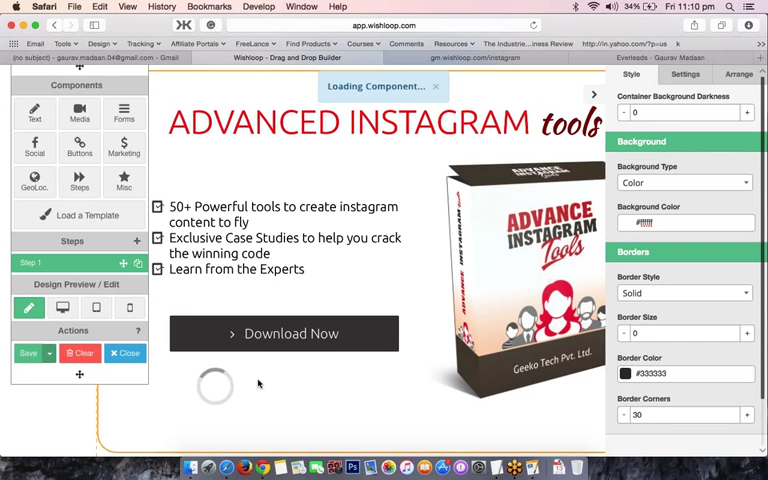 Safari File Edit View History Bookmarks Develop Window Help
34% Fri 11:10 pm
app.wishloop.com
Email Tools Design Tracking Affiliate Portals FreeLance Find Products Courses Comments Resources The Industrie...iness Review http://in.yahoo.com/?p=us k
(no subject) - gaurav.madaan.04@gmail.com - Gmail Wishloop - Drag and Drop Builder gm.wishloop.com/instagram Everleads - Gaurav Madaan
Components
Text Media Forms
Social Buttons Marketing
GeoLoc. Steps Misc
Load a Template
Steps +
Step 1
Design Preview / Edit
Actions ?
Save Clear Close
Loading Component... ×
ADVANCED INSTAGRAM tools
50+ Powerful tools to create instagram
content to fly
Exclusive Case Studies to help you crack
the winning code
Learn from the Experts
> Download Now
ADVANCE
INSTAGRAM
Tools
ADVANCE
INSTAGRAM
Tools
Geeko Tech Pvt. Ltd.
Style Settings Arrange
Container Background Darkness
- 0 +
Background
Background Type
Color
Background Color
#ffffff
Borders
Border Style
Solid
Border Size
- 0 +
Border Color
#333333
Border Corners
- 30 +